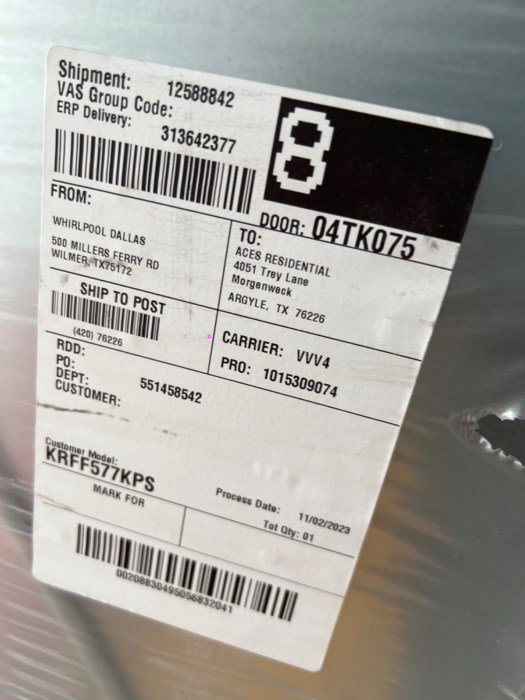 Shipment: 12588842
VAS Group Code:
ERP Delivery: 313642377
8
DOOR: 04TK075
FROM:
WHIRLPOOL DALLAS
500 MILLERS FERRY RD
WILMER, TX75172
TO:
ACES RESIDENTIAL
4051 Trey Lane
Morgenweck
ARGYLE, TX 76226
SHIP TO POST
(420) 76226
CARRIER: VVV4
PRO: 1015309074
RDD:
PO:
DEPT: 551458542
CUSTOMER:
Customer Model:
KRFF577KPS
MARK FOR
Process Date: 11/02/2023
Tot Qty: 01
00208830495056832041